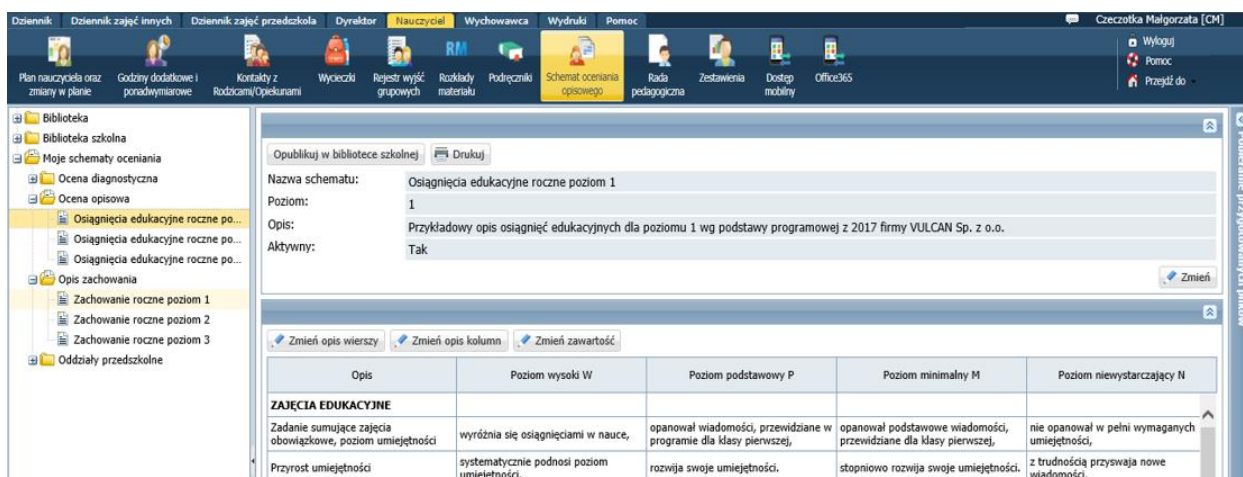 Dziennik Dziennik zajęć innych Dziennik zajęć przedszkola Dyrektor Nauczyciel Wychowawca Wydruki Pomoc Czeczotka Małgorzata [CM]
Plan nauczyciela oraz zmiany w planie
Godziny dodatkowe i ponadwymiarowe
Kontakty z Rodzicami/Opiekunami
Wycieczki
Rejestr wyjść grupowych
RM
Rozkłady materiału
Podręczniki
Schemat oceniania opisowego
Rada pedagogiczna
Zestawienia
Dostęp mobilny
Office365
Wyloguj
Pomoc
Przejdź do
Biblioteka
Biblioteka szkolna
Moje schematy oceniania
Ocena diagnostyczna
Ocena opisowa
Osiągnięcia edukacyjne roczne po...
Osiągnięcia edukacyjne roczne po...
Osiągnięcia edukacyjne roczne po...
Opis zachowania
Zachowanie roczne poziom 1
Zachowanie roczne poziom 2
Zachowanie roczne poziom 3
Oddziały przedszkolne
Opublikuj w bibliotece szkolnej Drukuj
Nazwa schematu: Osiągnięcia edukacyjne roczne poziom 1
Poziom: 1
Opis: Przykładowy opis osiągnięć edukacyjnych dla poziomu 1 wg podstawy programowej z 2017 firmy VULCAN Sp. z o.o.
Aktywny: Tak
Zmień
Zmień opis wierszy Zmień opis kolumn Zmień zawartość
Opis Poziom wysoki W Poziom podstawowy P Poziom minimalny M Poziom niewystarczający N
ZAJĘCIA EDUKACYJNE
Zadanie sumujące zajęcia obowiązkowe, poziom umiejętności
wyróżnia się osiągnięciami w nauce,
opanował wiadomości, przewidziane w programie dla klasy pierwszej,
opanował podstawowe wiadomości, przewidziane dla klasy pierwszej,
nie opanował w pełni wymaganych umiejętności,
Przyrost umiejętności
systematycznie podnosi poziom umiejętności.
rozwija swoje umiejętności.
stopniowo rozwija swoje umiejętności.
z trudnością przyswaja nowe wiadomości.
Pobieranie przygotowanych plików